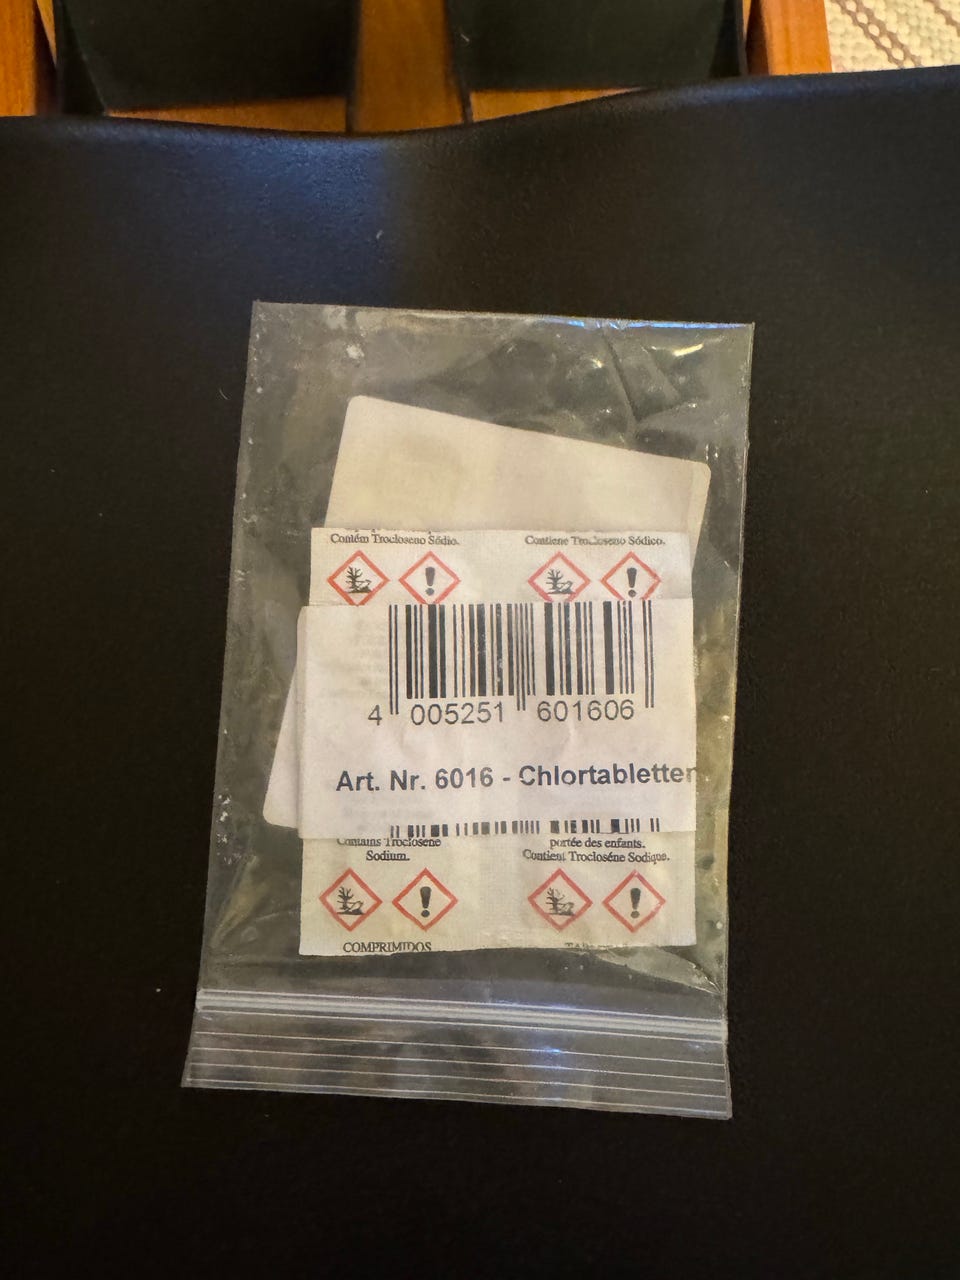 Contém Trocloseno Sódio.
Contiene Trocloseno Sódico.
4 005251 601606
Art. Nr. 6016 - Chlortabletten
Contains Troclosene
Sodium.
portée des enfants.
Contient Troclosène Sodique.
COMPRIMIDOS